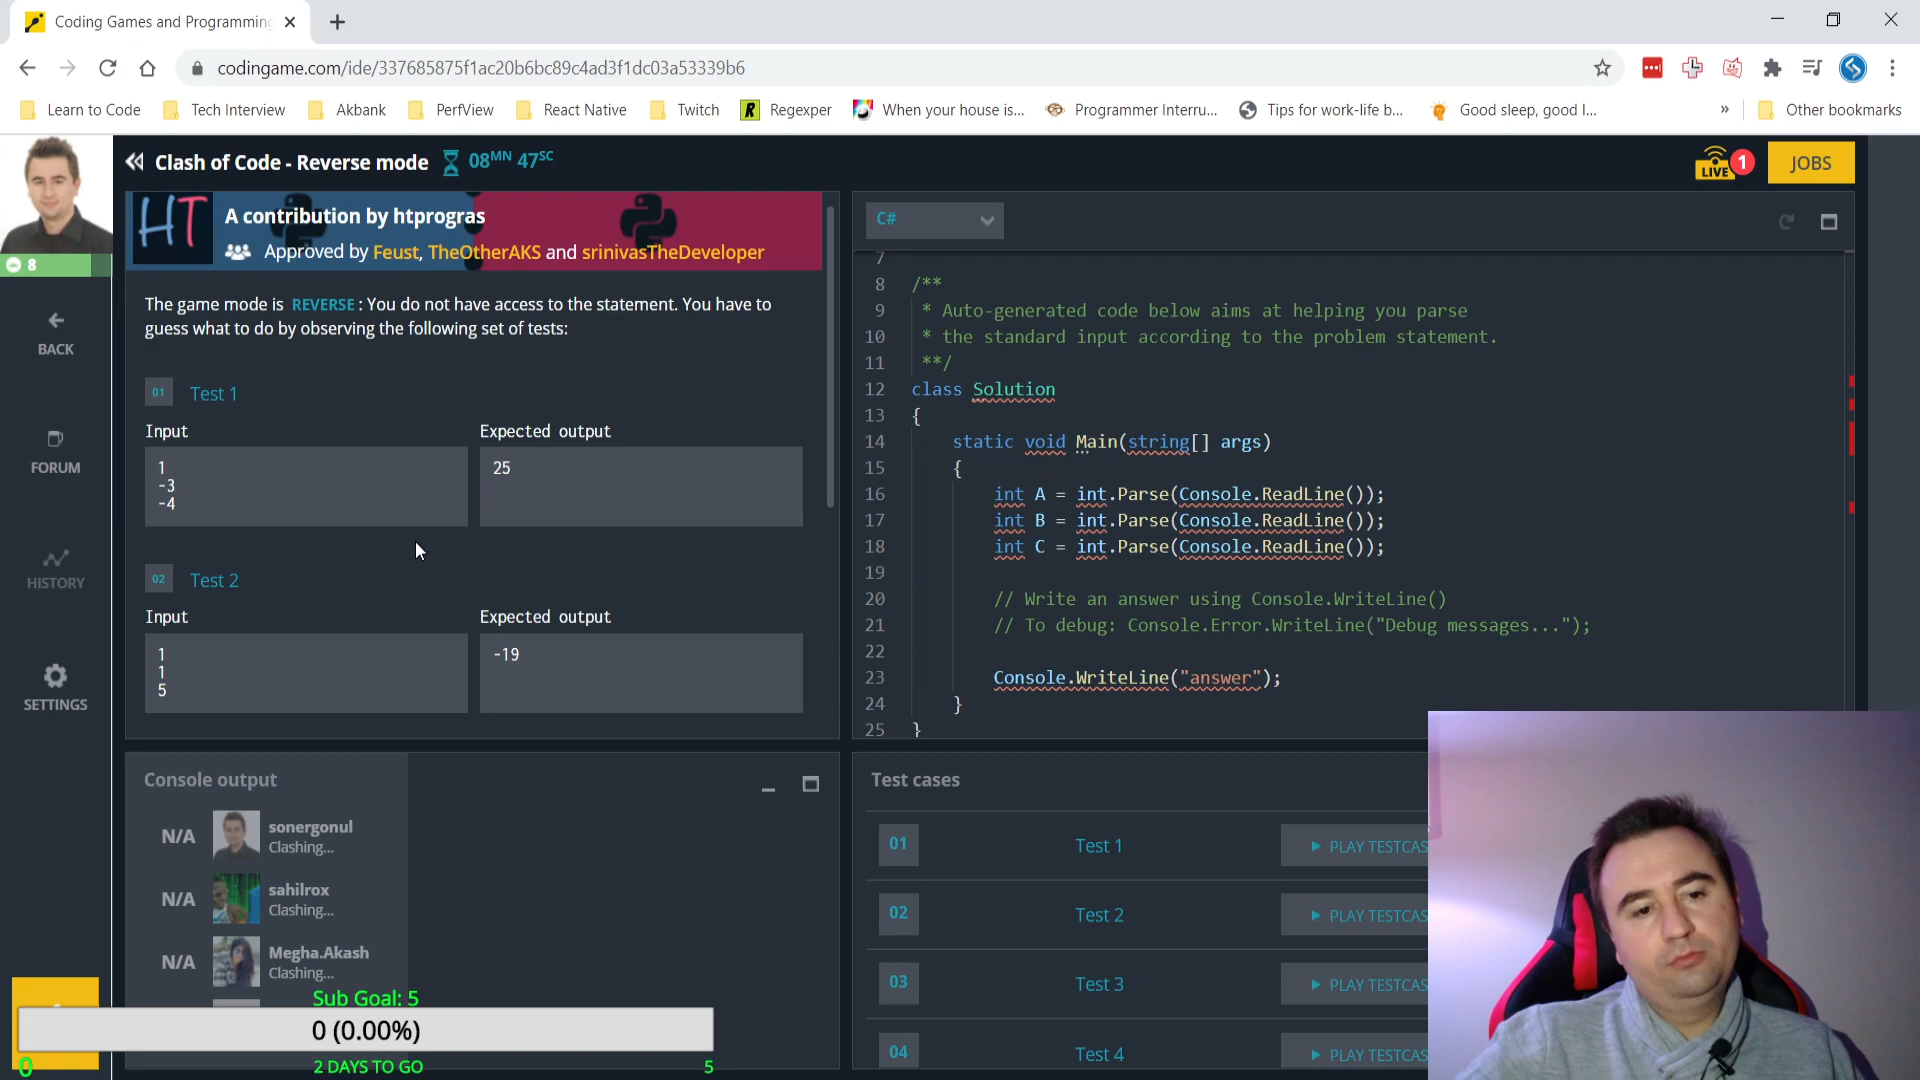 Coding Games and Programming
codingame.com/ide/337685875f1ac20b6bc89c4ad3f1dc03a53339b6
Learn to Code
Tech Interview
Akbank
PerfView
React Native
Twitch
R
Regexper
When your house is...
Programmer Interru...
Tips for work-life b...
Good sleep, good l...
»
Other bookmarks
Clash of Code - Reverse mode
08MN 47SC
LIVE
1
JOBS
8
BACK
FORUM
HISTORY
SETTINGS
HT
A contribution by htprogras
Approved by Feust, TheOtherAKS and srinivasTheDeveloper
The game mode is REVERSE : You do not have access to the statement. You have to
guess what to do by observing the following set of tests:
01 Test 1
Input
Expected output
1
-3
-4
25
02 Test 2
Input
Expected output
1
1
5
-19
C#
7
8 /**
9 * Auto-generated code below aims at helping you parse
10 * the standard input according to the problem statement.
11 **/
12 class Solution
13 {
14 static void Main(string[] args)
15 {
16 int A = int.Parse(Console.ReadLine());
17 int B = int.Parse(Console.ReadLine());
18 int C = int.Parse(Console.ReadLine());
19
20 // Write an answer using Console.WriteLine()
21 // To debug: Console.Error.WriteLine("Debug messages...");
22
23 Console.WriteLine("answer");
24 }
25 }
Console output
N/A
sonergonul
Clashing...
N/A
sahilrox
Clashing...
N/A
Megha.Akash
Clashing...
Sub Goal: 5
0 (0.00%)
0
2 DAYS TO GO
5
Test cases
01 Test 1 PLAY TESTCAS
02 Test 2 PLAY TESTCAS
03 Test 3 PLAY TESTCAS
04 Test 4 PLAY TESTCAS